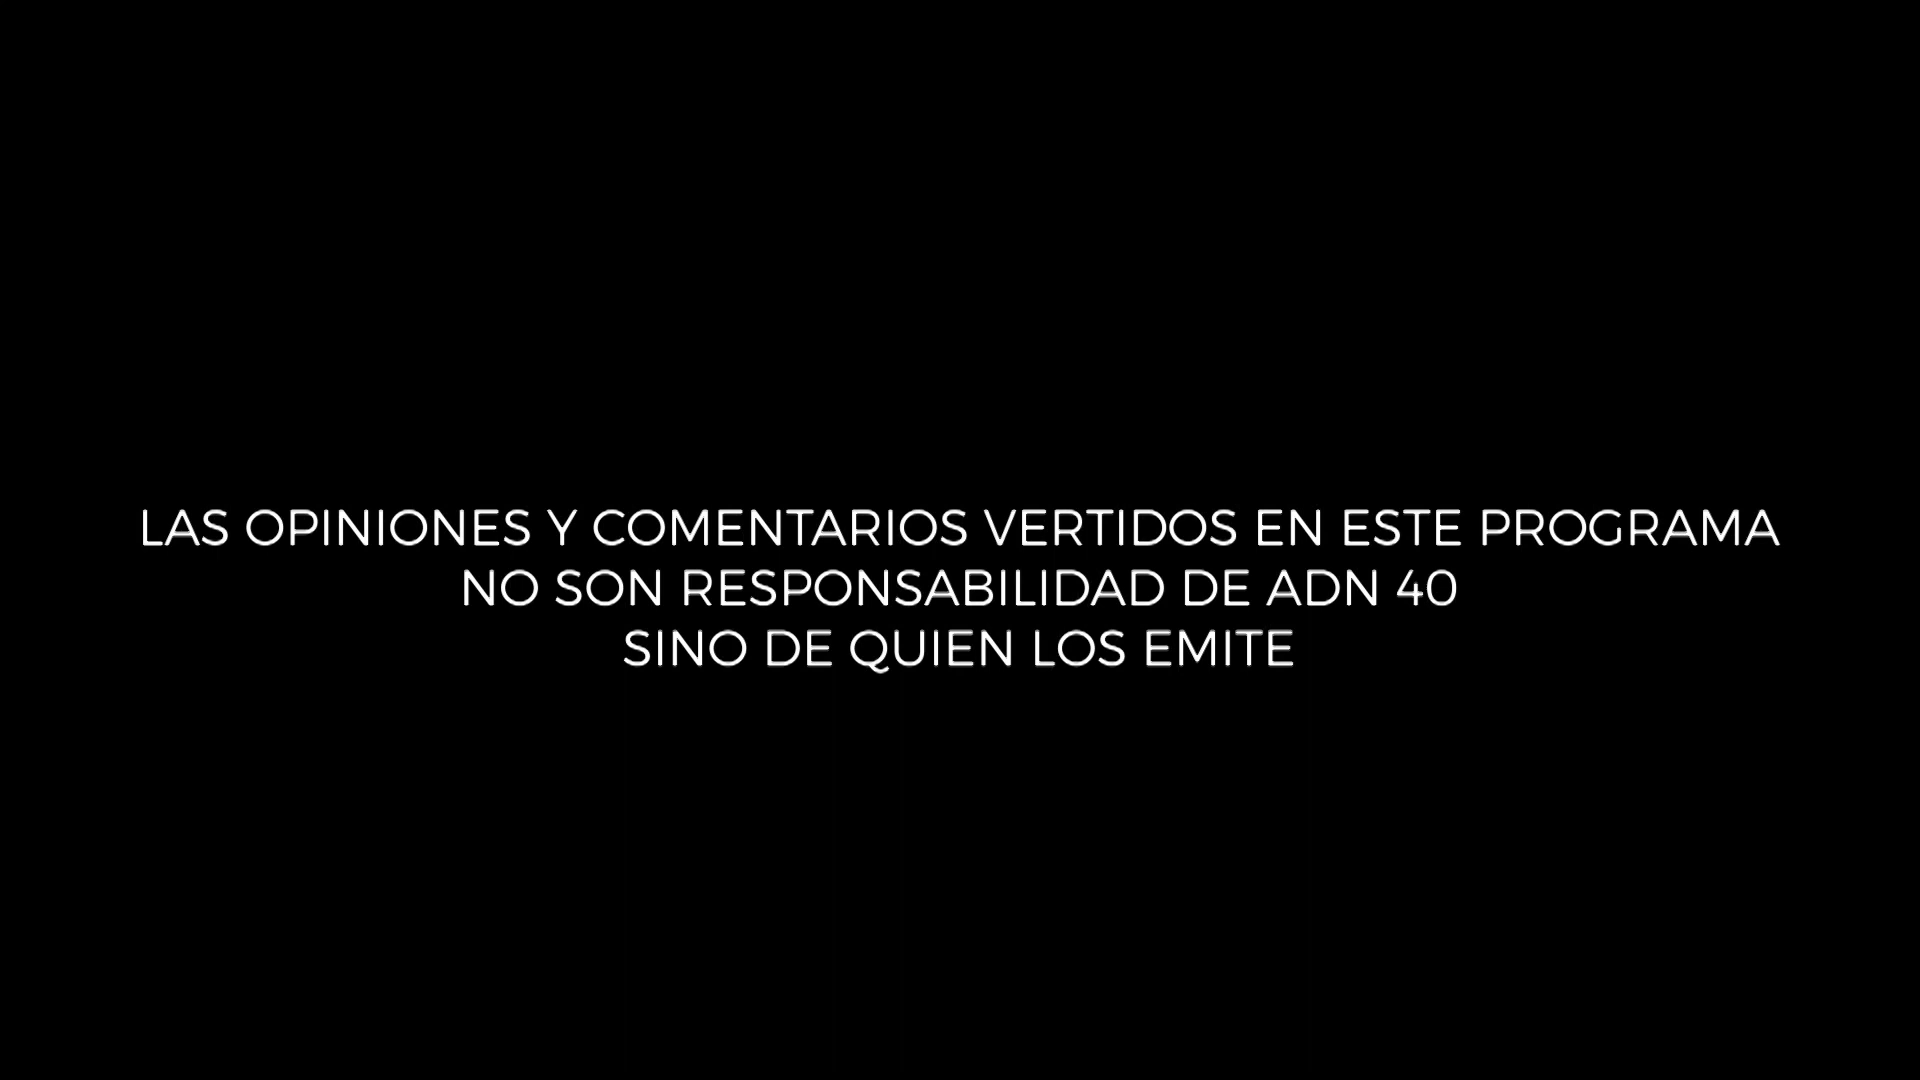 LAS OPINIONES Y COMENTARIOS VERTIDOS EN ESTE PROGRAMA
NO SON RESPONSABILIDAD DE ADN 40
SINO DE QUIEN LOS EMITE